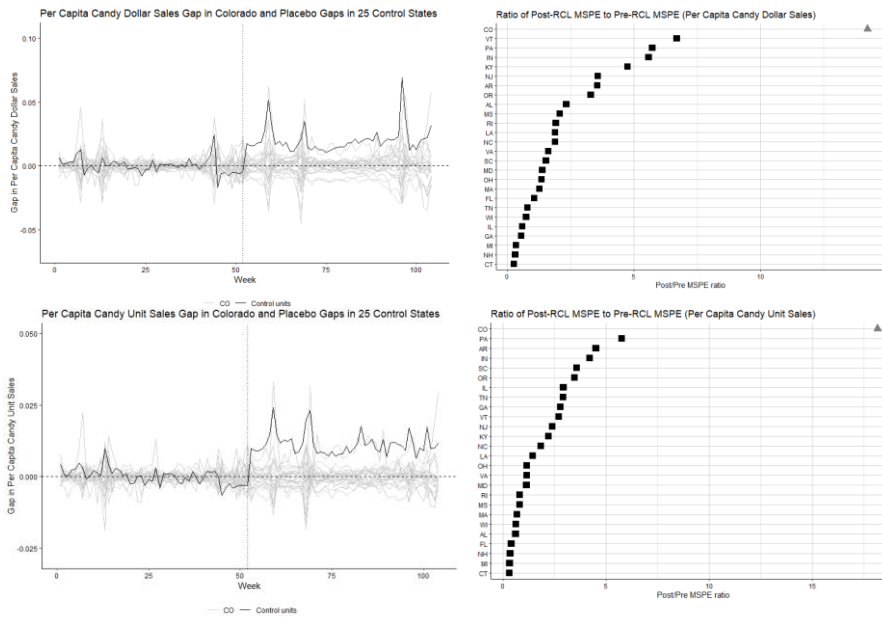 Per Capita Candy Dollar Sales Gap in Colorado and Placebo Gaps in 25 Control States
Gap in Per Capita Candy Dollar Sales
0.10
0.05
0.00
-0.05
0
25
50
75
100
Week
CO — Control units
Ratio of Post-RCL MSPE to Pre-RCL MSPE (Per Capita Candy Dollar Sales)
CO
VT
PA
IN
KY
NJ
AR
OR
AL
MS
RI
LA
NC
VA
SC
MD
OH
MA
FL
TN
WI
IL
GA
MI
NH
CT
0
5
10
Post/Pre MSPE ratio
Per Capita Candy Unit Sales Gap in Colorado and Placebo Gaps in 25 Control States
Gap in Per Capita Candy Unit Sales
0.050
0.025
0.000
-0.025
0
25
50
75
100
Week
CO — Control units
Ratio of Post-RCL MSPE to Pre-RCL MSPE (Per Capita Candy Unit Sales)
CO
PA
AR
IN
SC
OR
IL
TN
GA
VT
NJ
KY
NC
LA
OH
VA
MD
RI
MS
MA
WI
AL
FL
NH
MI
CT
0
5
10
15
Post/Pre MSPE ratio